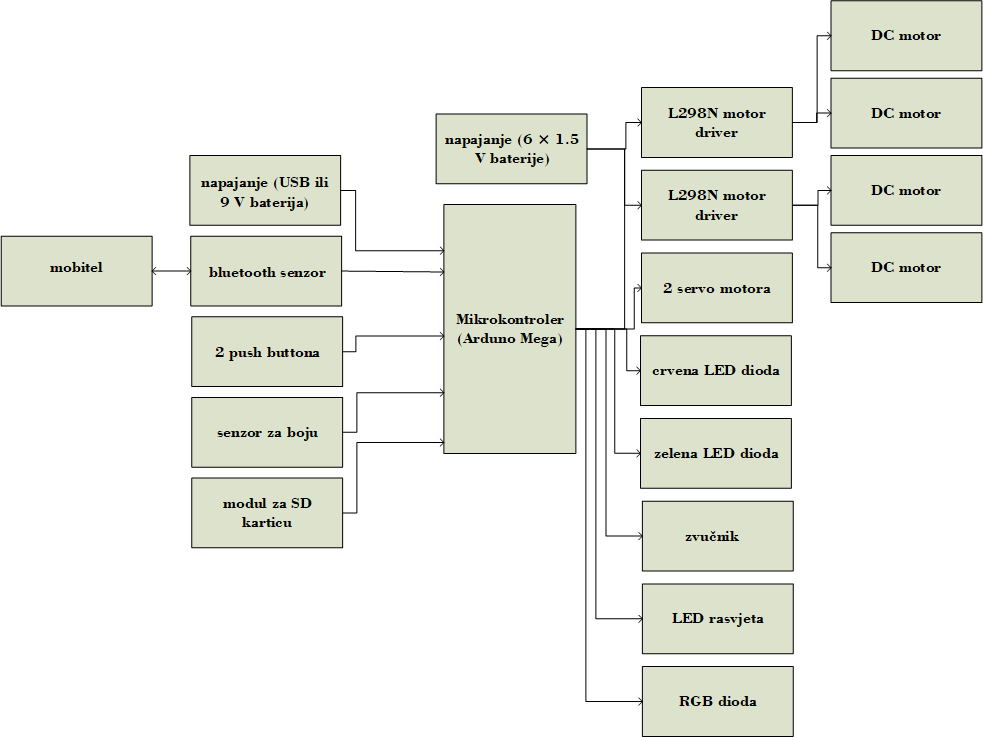 mobitel
napajanje (USB ili
9 V baterija)
bluetooth senzor
2 push buttona
senzor za boju
modul za SD
karticu
napajanje (6 × 1.5
V baterije)
Mikrokontroler
(Arduno Mega)
L298N motor
driver
L298N motor
driver
2 servo motora
crvena LED dioda
zelena LED dioda
zvučnik
LED rasvjeta
RGB dioda
DC motor
DC motor
DC motor
DC motor